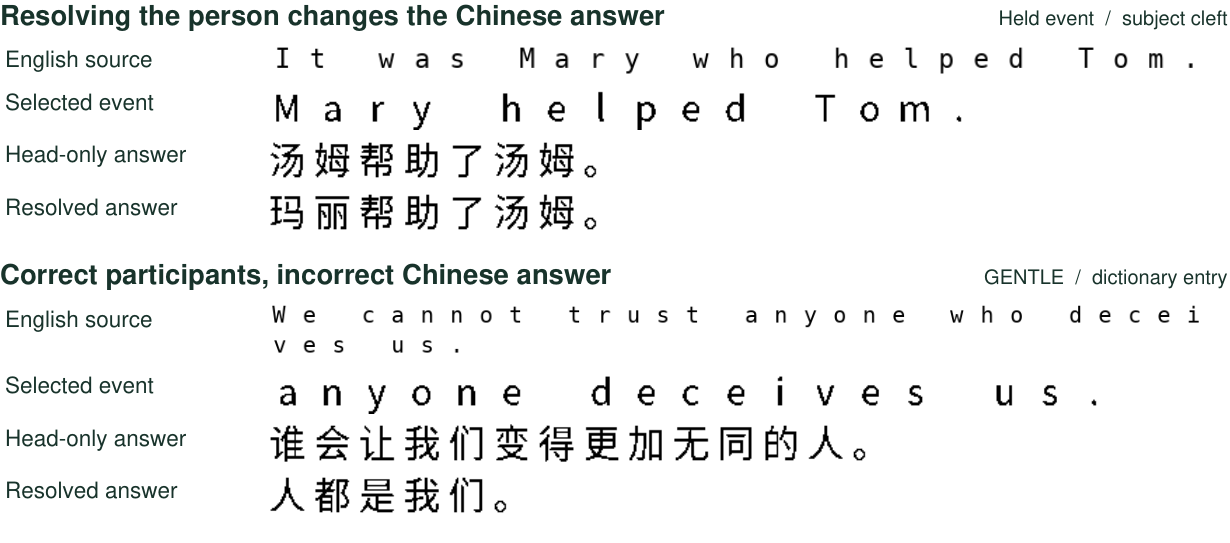 Resolving the person changes the Chinese answer
Held event / subject cleft
English source
It was Mary who helped Tom.
Selected event
Mary helped Tom.
Head-only answer
汤姆帮助了汤姆。
Resolved answer
玛丽帮助了汤姆。
Correct participants, incorrect Chinese answer
GENTLE / dictionary entry
English source
We cannot trust anyone who decei
ves us.
Selected event
anyone deceives us.
Head-only answer
谁会让我们变得更加无同的人。
Resolved answer
人都是我们。